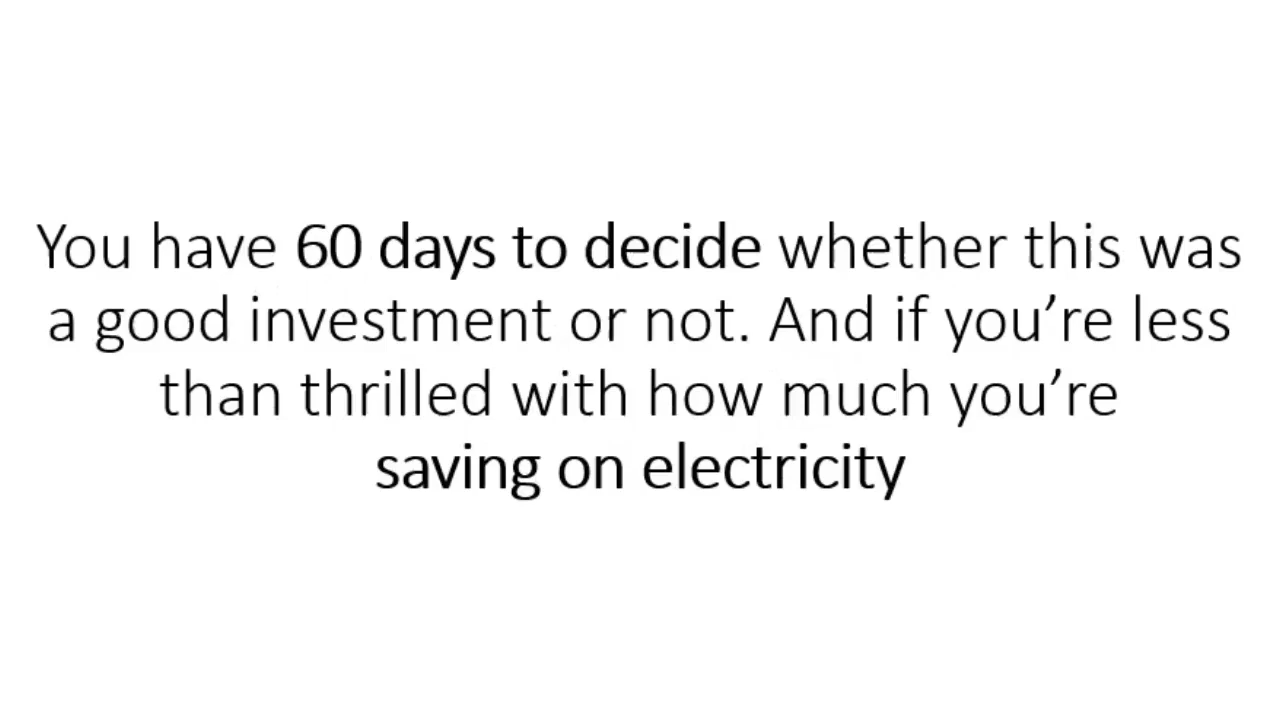 You have 60 days to decide whether this was
a good investment or not. And if you’re less
than thrilled with how much you’re
saving on electricity